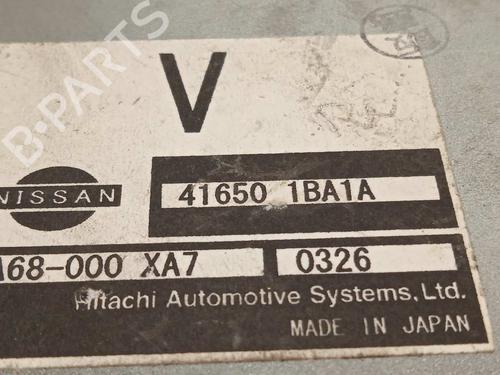 B-PARTS
V
NISSAN
41650 1BA1A
A68-000 XA7
0326
Hitachi Automotive Systems, Ltd.
MADE IN JAPAN